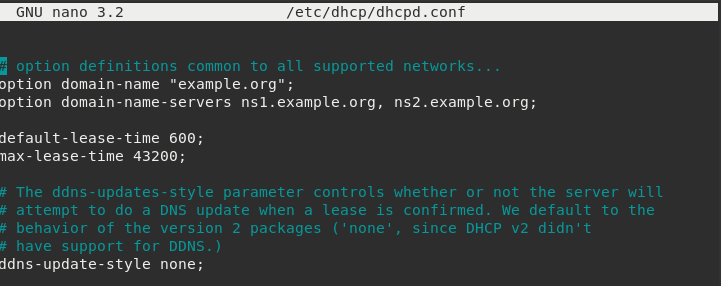 GNU nano 3.2 /etc/dhcp/dhcpd.conf
# option definitions common to all supported networks...
option domain-name "example.org";
option domain-name-servers ns1.example.org, ns2.example.org;
default-lease-time 600;
max-lease-time 43200;
# The ddns-updates-style parameter controls whether or not the server will
# attempt to do a DNS update when a lease is confirmed. We default to the
# behavior of the version 2 packages ('none', since DHCP v2 didn't
# have support for DDNS.)
ddns-update-style none;